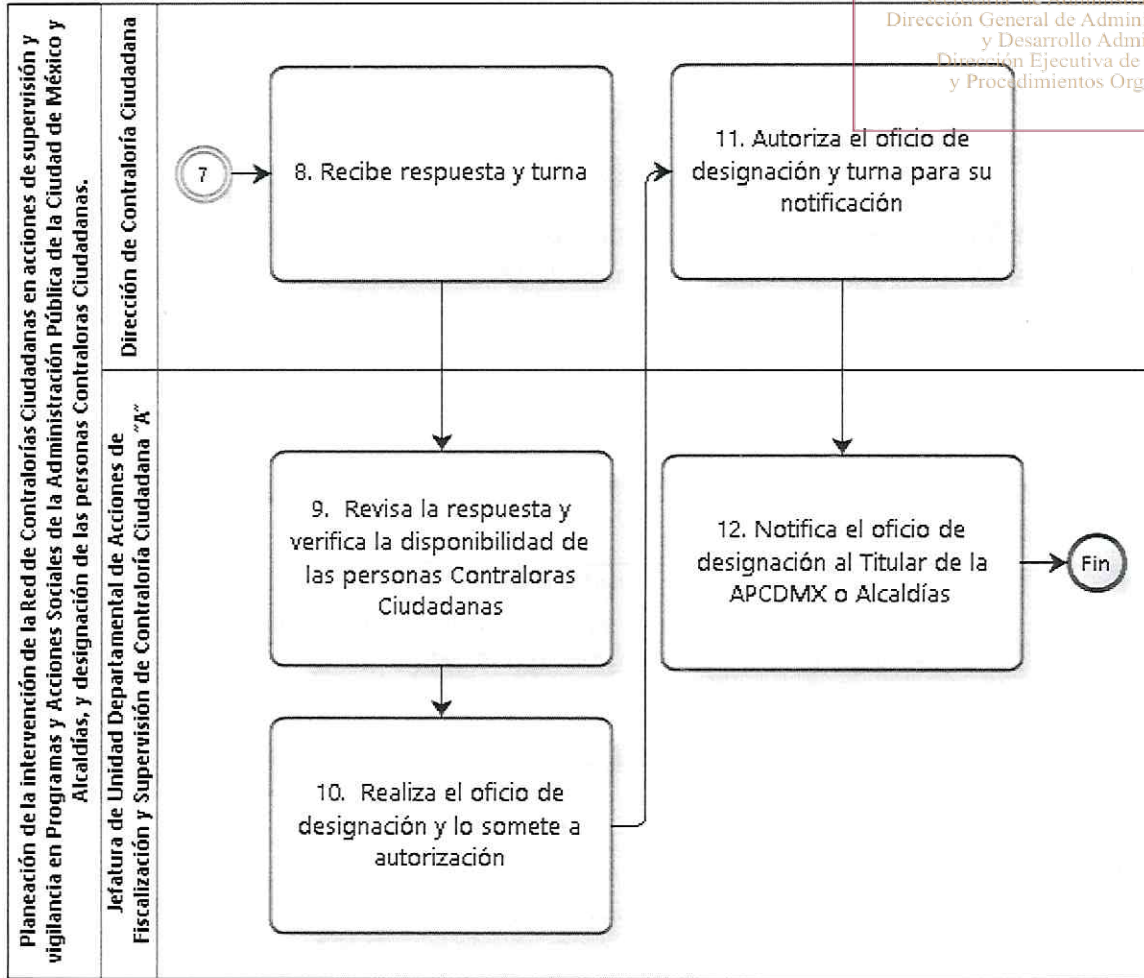 Dirección General de Admin
y Desarrollo Admi
Dirección Ejecutiva de
y Procedimientos Org
Planeación de la intervención de la Red de Contralorías Ciudadanas en acciones de supervisión y
vigilancia en Programas y Acciones Sociales de la Administración Pública de la Ciudad de México y
Alcaldías, y designación de las personas Contraloras Ciudadanas.
Dirección de Contraloría Ciudadana
7
8. Recibe respuesta y turna
11. Autoriza el oficio de
designación y turna para su
notificación
Jefatura de Unidad Departamental de Acciones de
Fiscalización y Supervisión de Contraloría Ciudadana "A"
9. Revisa la respuesta y
verifica la disponibilidad de
las personas Contraloras
Ciudadanas
10. Realiza el oficio de
designación y lo somete a
autorización
12. Notifica el oficio de
designación al Titular de la
APCDMX o Alcaldías
Fin